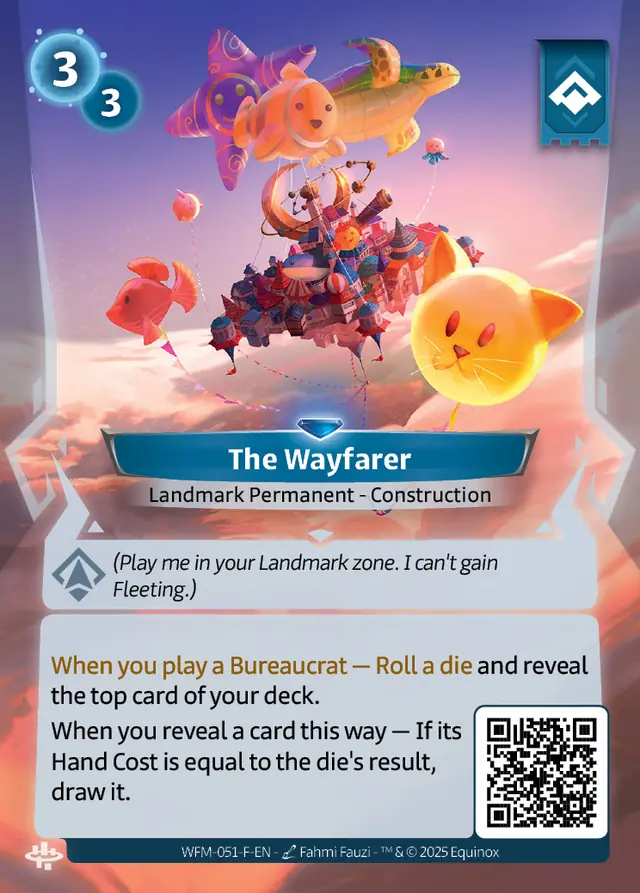 3
3
The Wayfarer
Landmark Permanent - Construction
(Play me in your Landmark zone. I can't gain
Fleeting.)
When you play a Bureaucrat — Roll a die and reveal
the top card of your deck.
When you reveal a card this way — If its
Hand Cost is equal to the die's result,
draw it.
WFM-051-F-EN - Fahmi Fauzi - ™ & © 2025 Equinox